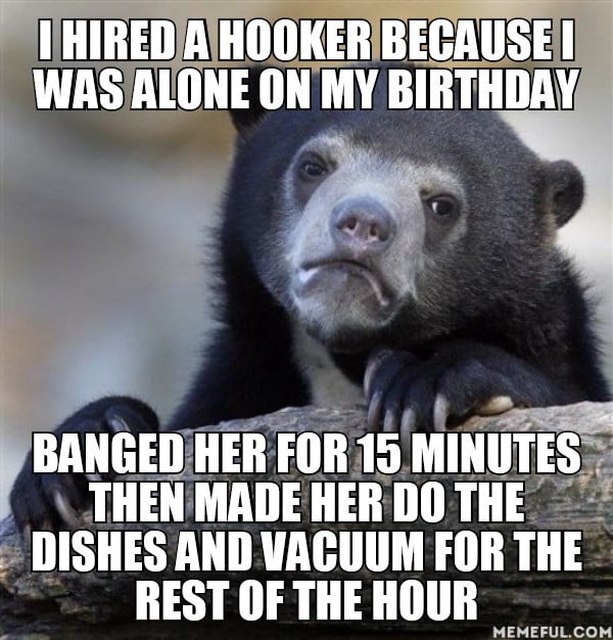 I HIRED A HOOKER BECAUSE I
WAS ALONE ON MY BIRTHDAY
BANGED HER FOR 15 MINUTES
THEN MADE HER DO THE
DISHES AND VACUUM FOR THE
REST OF THE HOUR
MEMEFUL.COM